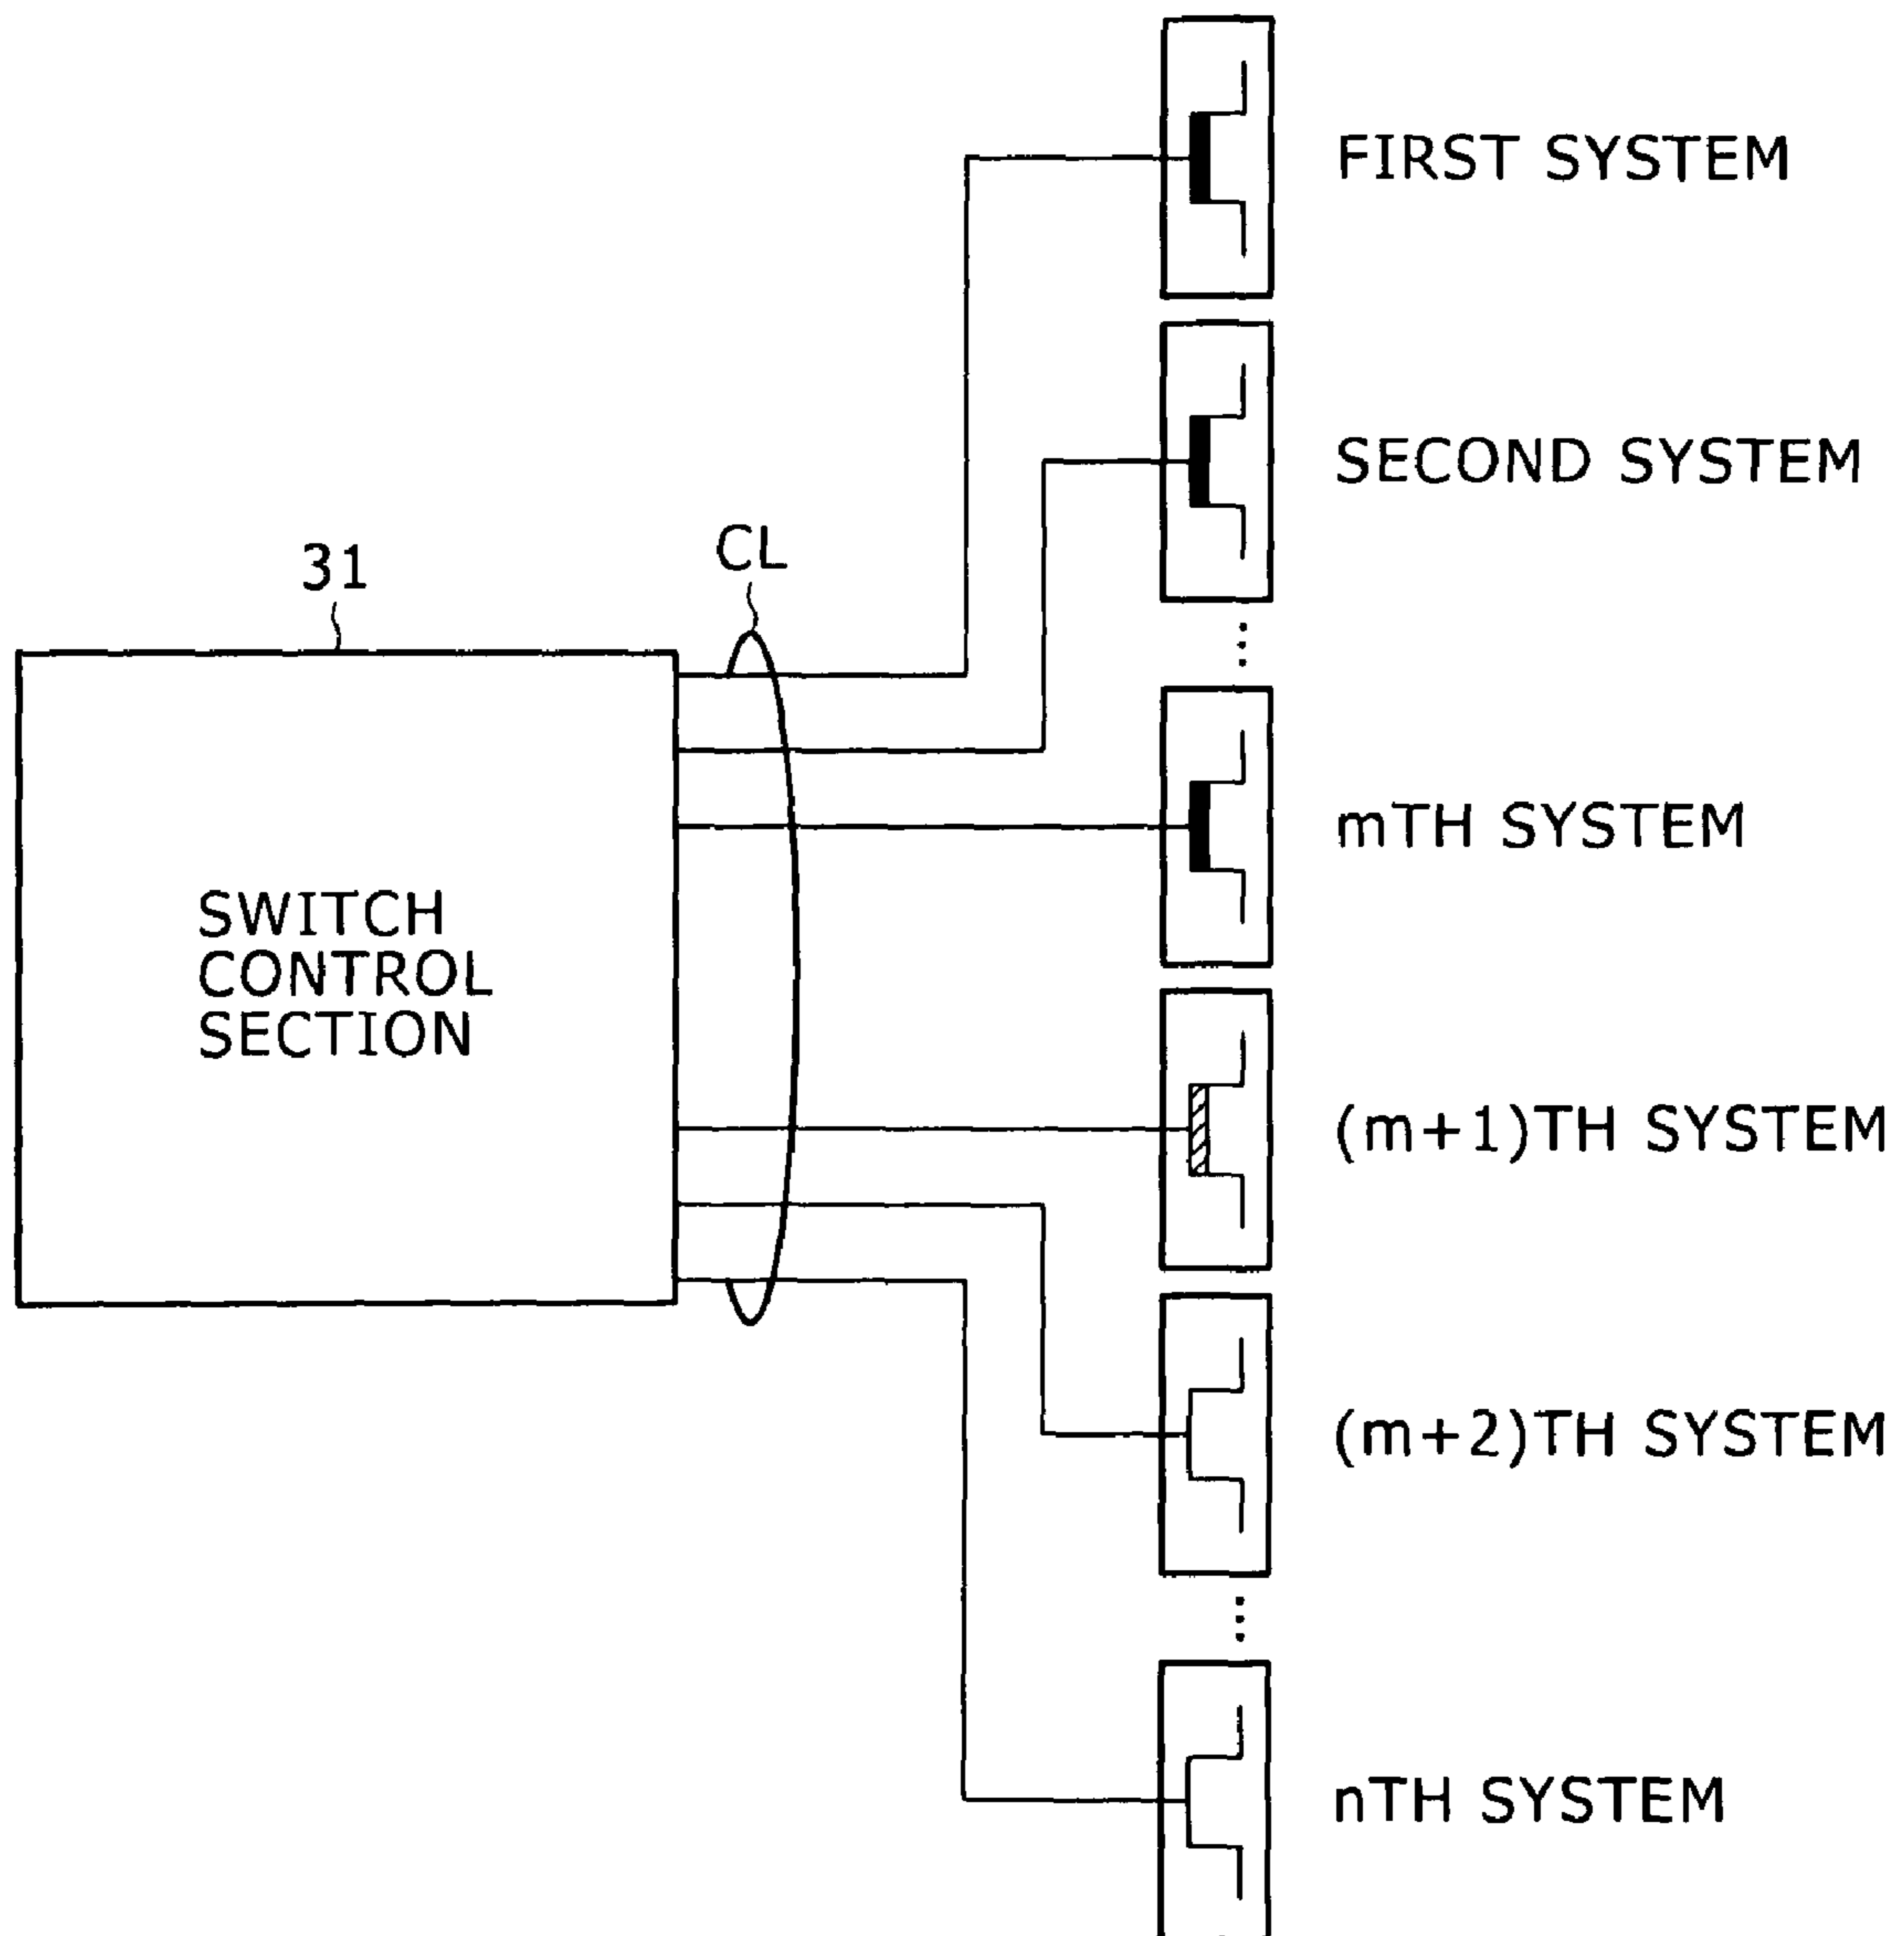 FIRST SYSTEM
SECOND SYSTEM
CL
31
mTH SYSTEM
SWITCH
CONTROL
SECTION
(m+1)TH SYSTEM
(m+2)TH SYSTEM
nTH SYSTEM